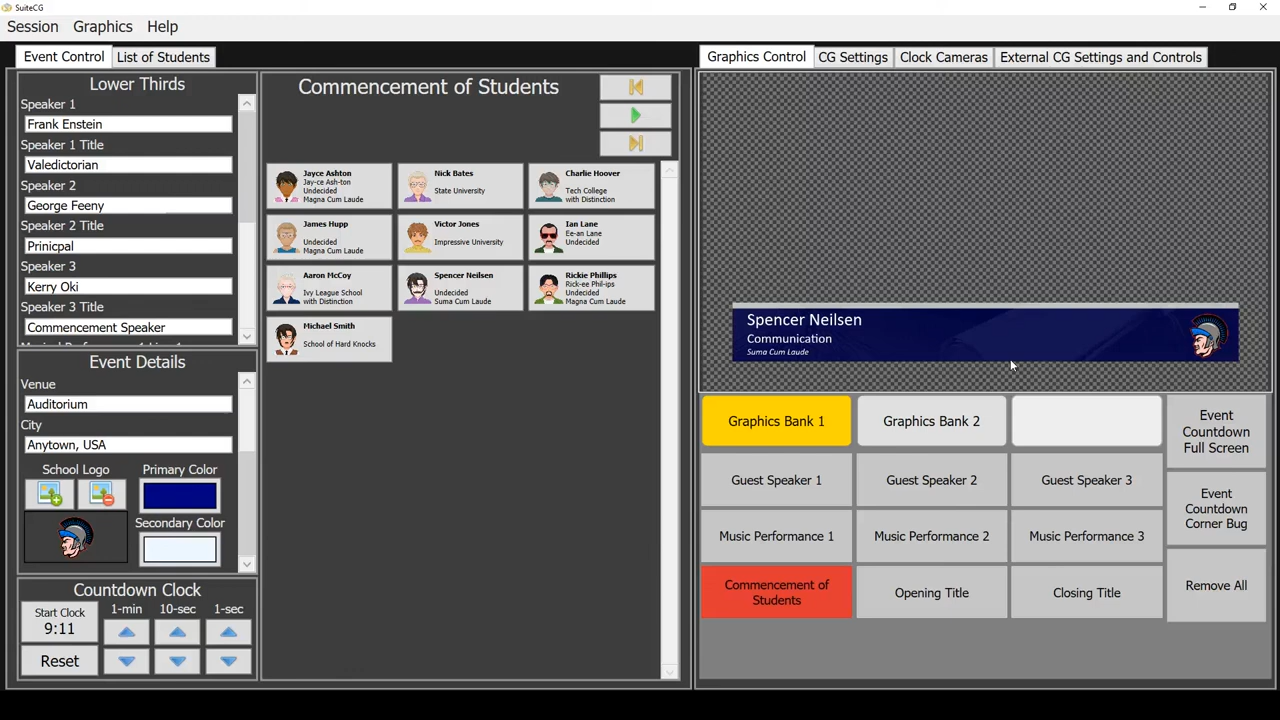 SuiteCG
Session Graphics Help
Event Control
List of Students
Lower Thirds
Speaker 1
Frank Enstein
Speaker 1 Title
Valedictorian
Speaker 2
George Feeny
Speaker 2 Title
Prinicpal
Speaker 3
Kerry Oki
Speaker 3 Title
Commencement Speaker
Event Details
Venue
Auditorium
City
Anytown, USA
School Logo
Primary Color
Secondary Color
Countdown Clock
Start Clock
9:11
1-min 10-sec 1-sec
Reset
Commencement of Students
Jayce Ashton
Jay-ce Ash-ton
Undecided
Magna Cum Laude
Nick Bates
State University
Charlie Hoover
Tech College
with Distinction
James Hupp
Undecided
Magna Cum Laude
Victor Jones
Impressive University
Ian Lane
Ee-an Lane
Undecided
Aaron McCoy
Ivy League School
with Distinction
Spencer Neilsen
Undecided
Suma Cum Laude
Rickie Phillips
Rick-ee Phil-ips
Undecided
Magna Cum Laude
Michael Smith
School of Hard Knocks
Graphics Control
CG Settings
Clock Cameras
External CG Settings and Controls
Spencer Neilsen
Communication
Suma Cum Laude
Graphics Bank 1
Graphics Bank 2
Event
Countdown
Full Screen
Guest Speaker 1
Guest Speaker 2
Guest Speaker 3
Event
Countdown
Corner Bug
Music Performance 1
Music Performance 2
Music Performance 3
Commencement of
Students
Opening Title
Closing Title
Remove All